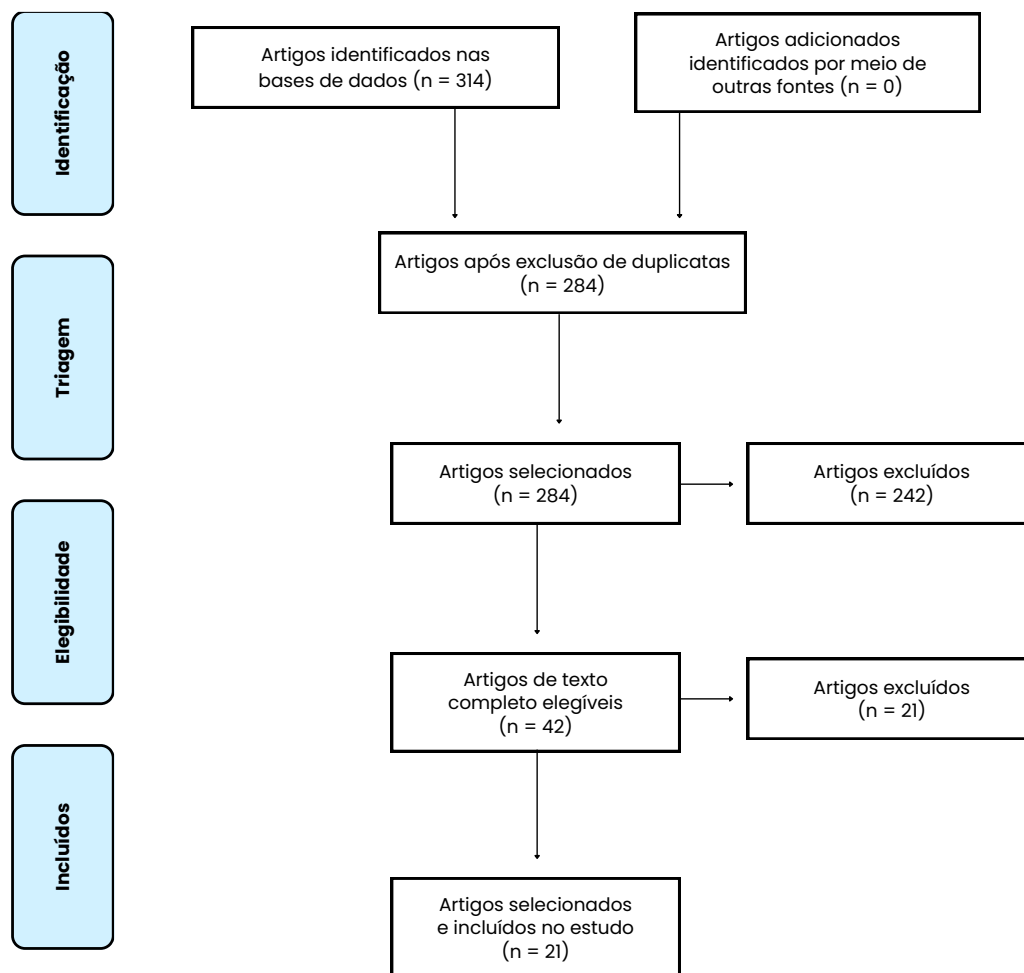 Identificação
Artigos identificados nas
bases de dados (n = 314)
Artigos adicionados
identificados por meio de
outras fontes (n = 0)
Triagem
Artigos após exclusão de duplicatas
(n = 284)
Artigos selecionados
(n = 284)
Artigos excluídos
(n = 242)
Elegibilidade
Artigos de texto
completo elegíveis
(n = 42)
Artigos excluídos
(n = 21)
Incluídos
Artigos selecionados
e incluídos no estudo
(n = 21)